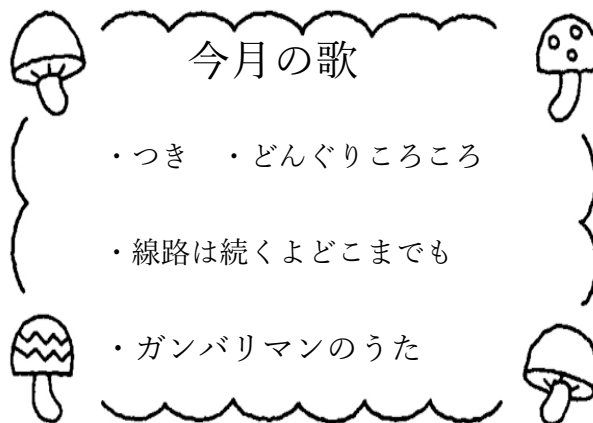 今月の歌
・つき　・どんぐりころころ
・線路は続くよどこまでも
・ガンバリマンのうた